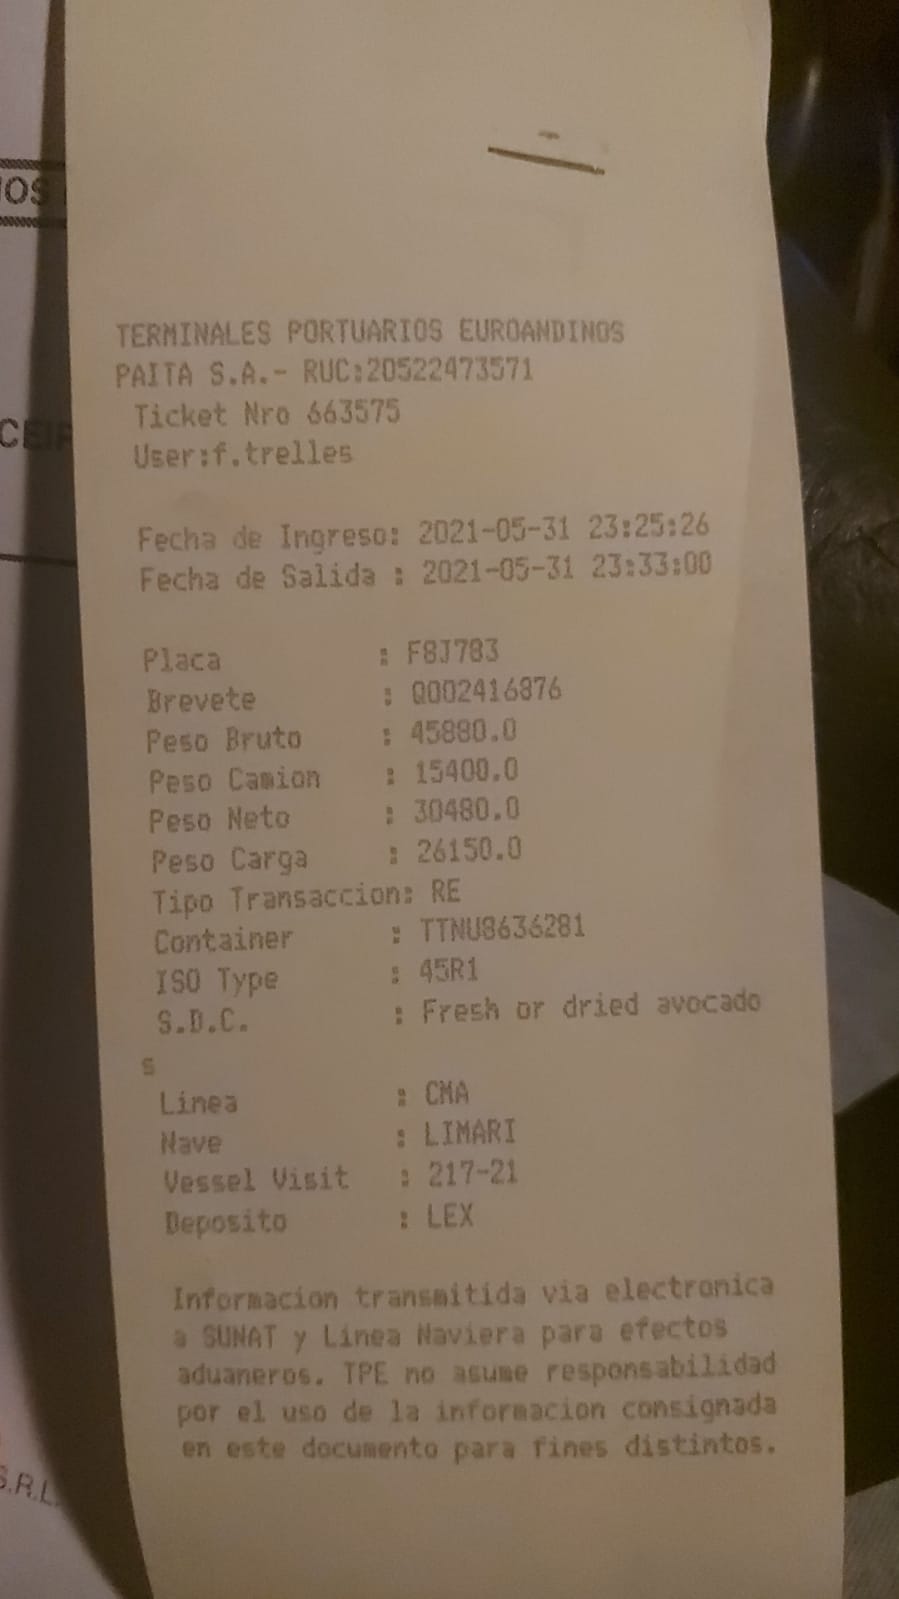 IOS
CEIP
S.R.L.
TERMINALES PORTUARIOS EUROANDINOS
PAITA S.A.- RUC:20522473571
Ticket Nro 663575
User:f.trelles
Fecha de Ingreso: 2021-05-31 23:25:26
Fecha de Salida : 2021-05-31 23:33:00
Placa : F8J783
Brevete : Q002416876
Peso Bruto : 45880.0
Peso Camion : 15400.0
Peso Neto : 30480.0
Peso Carga : 26150.0
Tipo Transaccion: RE
Container : TTNU8636281
ISO Type : 45R1
S.D.C. : Fresh or dried avocado
s
Linea : CMA
Nave : LIMARI
Vessel Visit : 217-21
Deposito : LEX
Informacion transmitida via electronica
a SUNAT y Linea Naviera para efectos
aduaneros. TPE no asume responsabilidad
por el uso de la informacion consignada
en este documento para fines distintos.